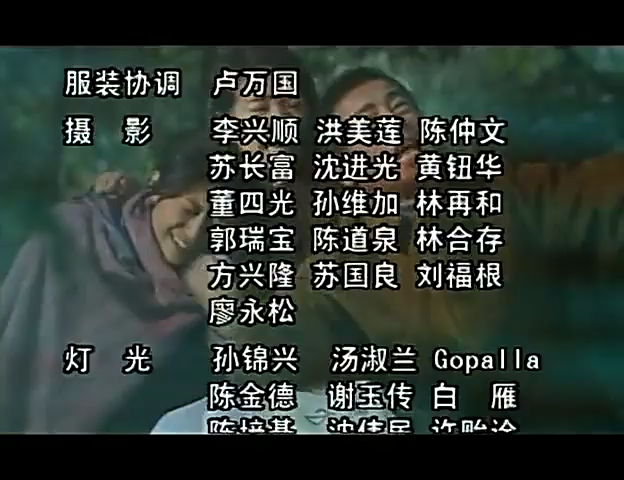 服装协调 卢万国
摄 影 李兴顺 洪美莲 陈仲文
苏长富 沈进光 黄钮华
董四光 孙维加 林再和
郭瑞宝 陈道泉 林合存
方兴隆 苏国良 刘福根
廖永松
灯 光 孙锦兴 汤淑兰 Gopalla
陈金德 谢玉传 白 雁